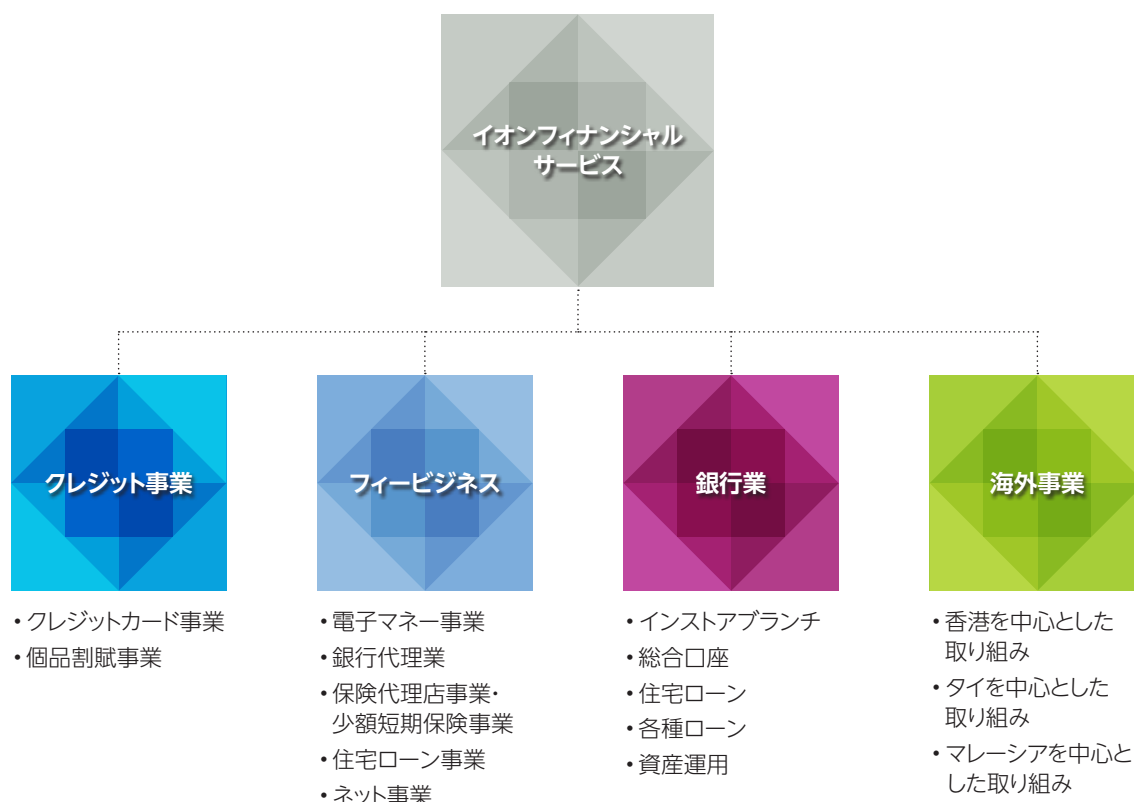 イオンフィナンシャル
サービス
クレジット事業
・クレジットカード事業
・個品割賦事業
フィービジネス
・電子マネー事業
・銀行代理業
・保険代理店事業・
少額短期保険事業
・住宅ローン事業
・ネット事業
銀行業
・インストアブランチ
・総合口座
・住宅ローン
・各種ローン
・資産運用
海外事業
・香港を中心とした
取り組み
・タイを中心とした
取り組み
・マレーシアを中心と
した取り組み